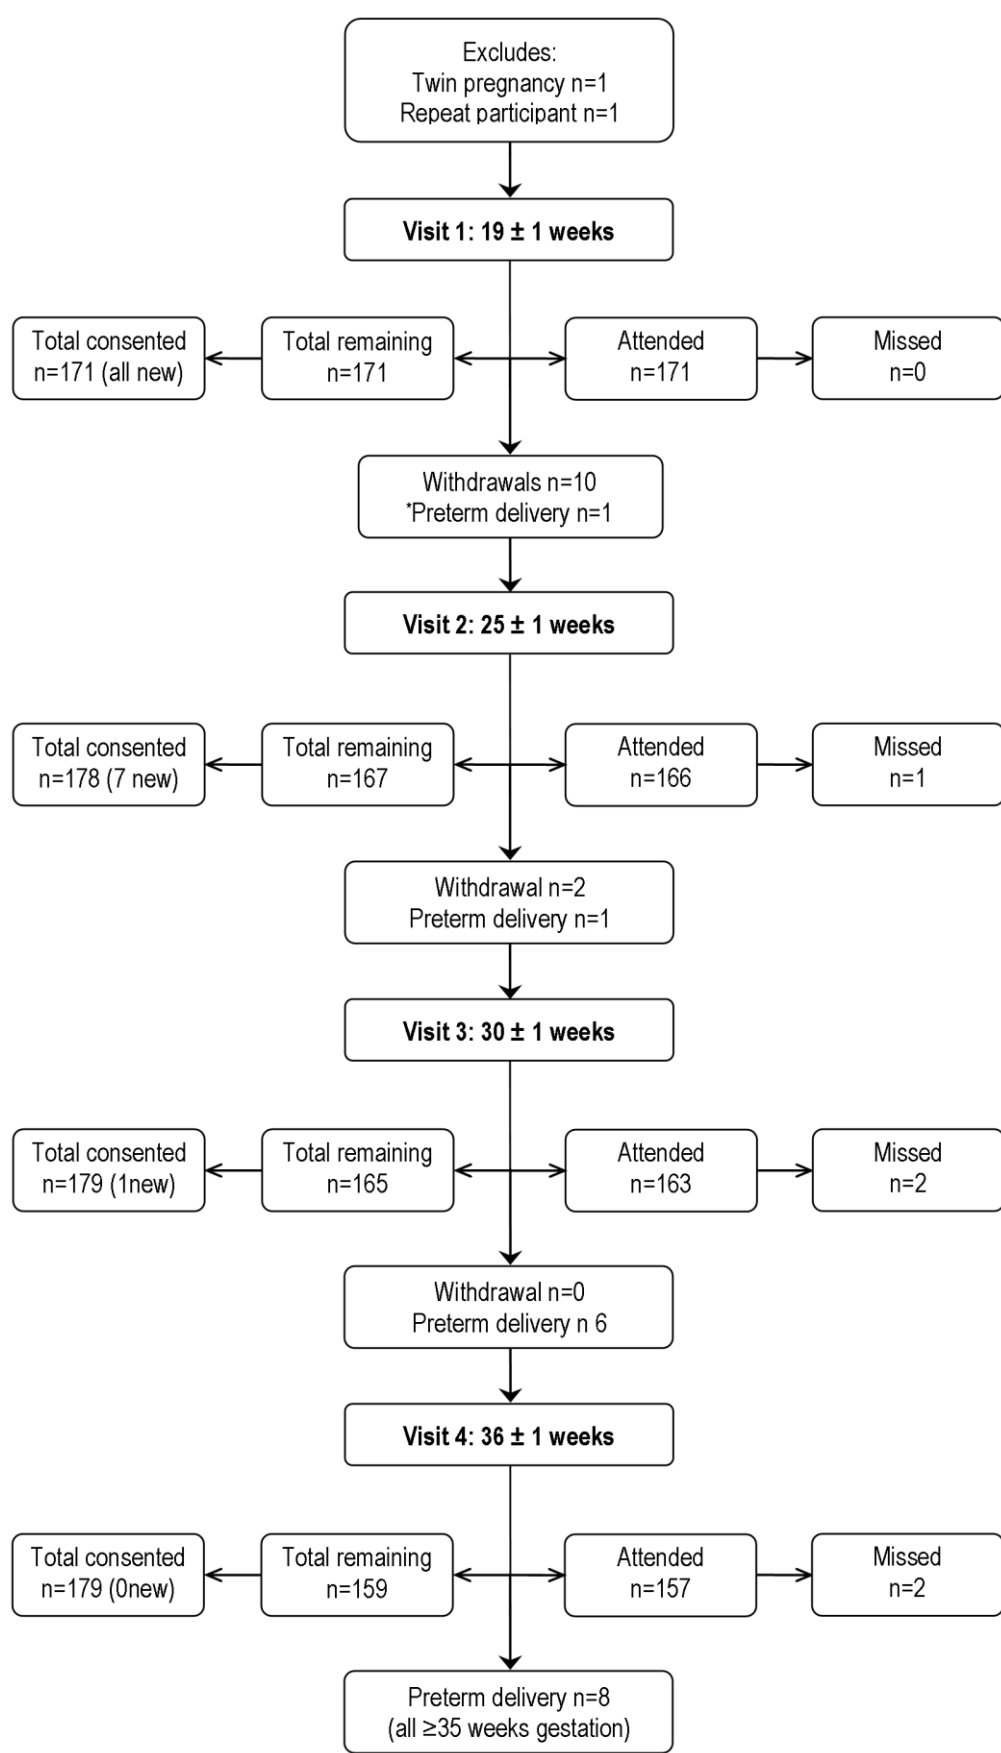 Excludes:
Twin pregnancy n=1
Repeat participant n=1
Visit 1: 19 ± 1 weeks
Total consented
n=171 (all new)
Total remaining
n=171
Attended
n=171
Missed
n=0
Withdrawals n=10
*Preterm delivery n=1
Visit 2: 25 ± 1 weeks
Total consented
n=178 (7 new)
Total remaining
n=167
Attended
n=166
Missed
n=1
Withdrawal n=2
Preterm delivery n=1
Visit 3: 30 ± 1 weeks
Total consented
n=179 (1new)
Total remaining
n=165
Attended
n=163
Missed
n=2
Withdrawal n=0
Preterm delivery n 6
Visit 4: 36 ± 1 weeks
Total consented
n=179 (0new)
Total remaining
n=159
Attended
n=157
Missed
n=2
Preterm delivery n=8
(all ≥35 weeks gestation)